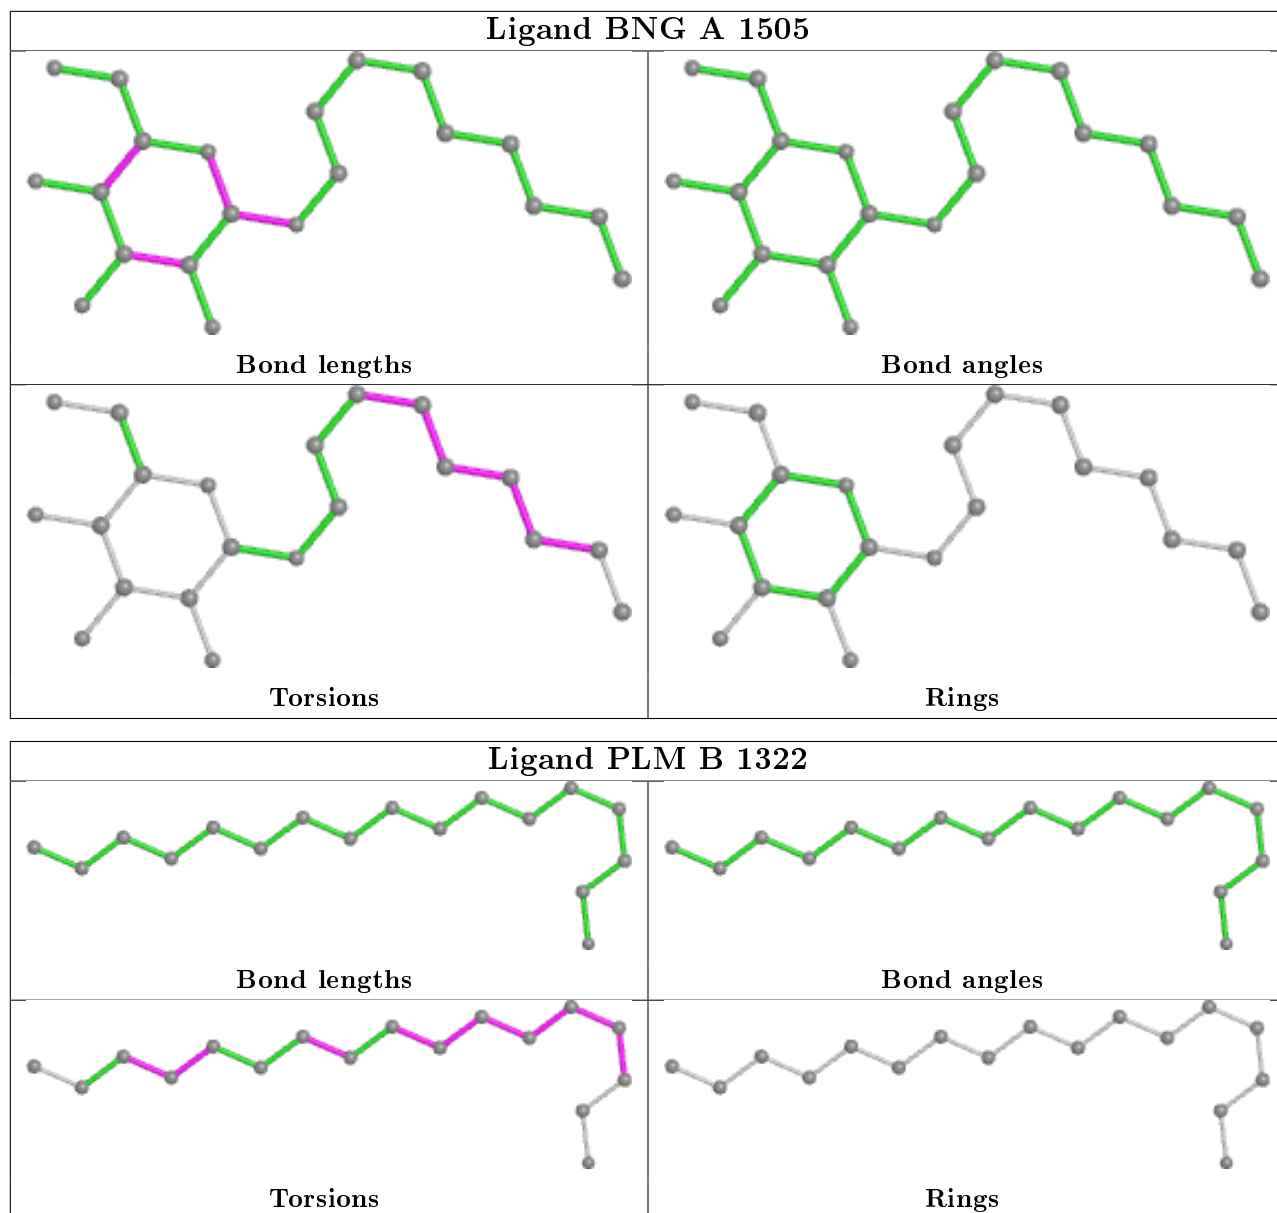 Ligand BNG A 1505
Bond lengths
Bond angles
Torsions
Rings
Ligand PLM B 1322
Bond lengths
Bond angles
Torsions
Rings